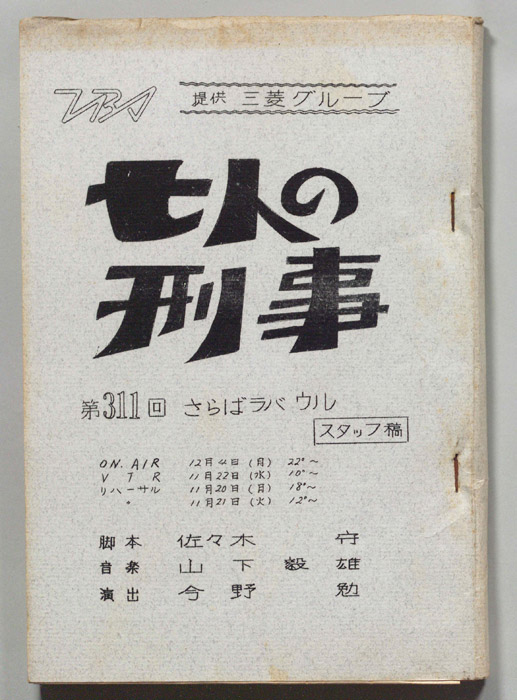 TBS
提供 三菱グループ
七人の
刑事
第311回 さらばラバウル
スタッフ稿
ON. AIR 12月4日(月) 22°~
V T R 11月22日(水) 10°~
リハーサル 11月20日(月) 18°~
〃 11月21日(火) 12°~
脚本 佐々木 守
音楽 山下 毅雄
演出 今野 勉